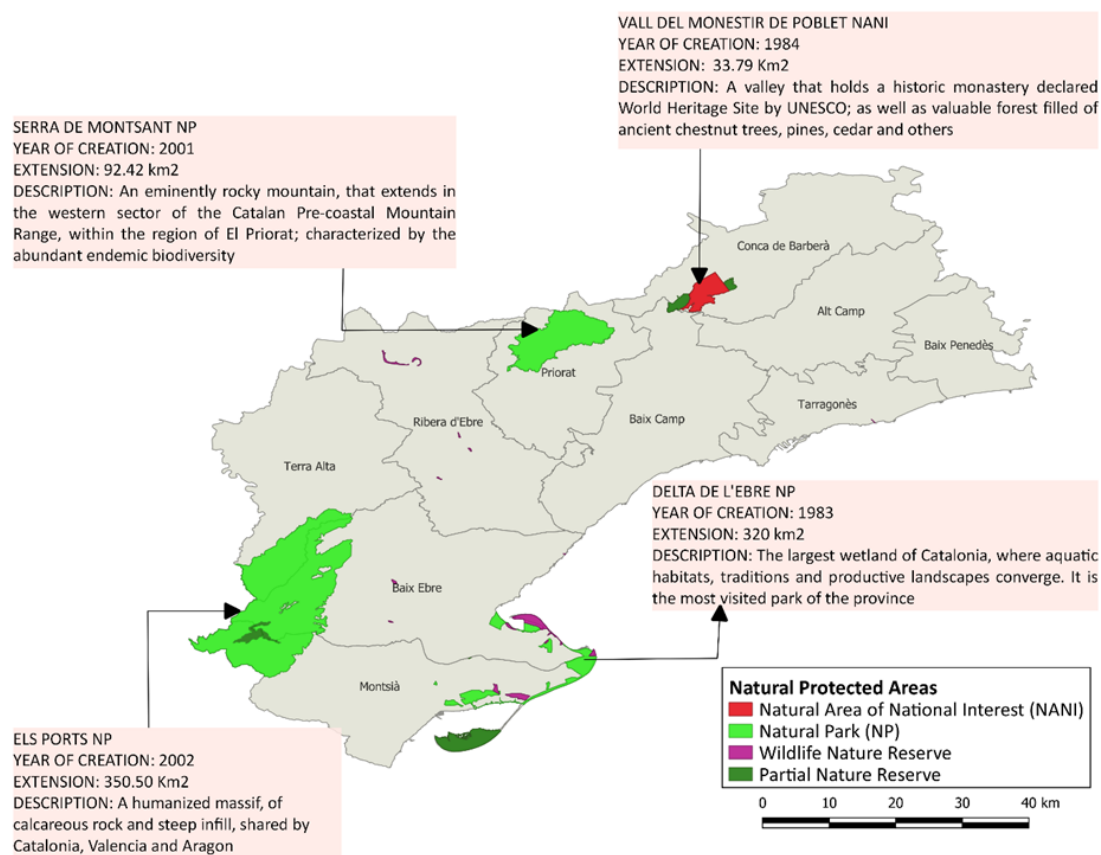 VALL DEL MONESTIR DE POBLET NANI
YEAR OF CREATION: 1984
EXTENSION: 33.79 Km2
DESCRIPTION: A valley that holds a historic monastery declared
World Heritage Site by UNESCO; as well as valuable forest filled of
ancient chestnut trees, pines, cedar and others
SERRA DE MONTSANT NP
YEAR OF CREATION: 2001
EXTENSION: 92.42 km2
DESCRIPTION: An eminently rocky mountain, that extends in
the western sector of the Catalan Pre-coastal Mountain
Range, within the region of El Priorat; characterized by the
abundant endemic biodiversity
Conca de Barberà
Alt Camp
Baix Penedès
Priorat
Tarragonès
Baix Camp
Ribera d'Ebre
Terra Alta
DELTA DE L'EBRE NP
YEAR OF CREATION: 1983
EXTENSION: 320 km2
DESCRIPTION: The largest wetland of Catalonia, where aquatic
habitats, traditions and productive landscapes converge. It is
the most visited park of the province
Baix Ebre
Montsià
ELS PORTS NP
YEAR OF CREATION: 2002
EXTENSION: 350.50 Km2
DESCRIPTION: A humanized massif, of
calcareous rock and steep infill, shared by
Catalonia, Valencia and Aragon
Natural Protected Areas
Natural Area of National Interest (NANI)
Natural Park (NP)
Wildlife Nature Reserve
Partial Nature Reserve
0 10 20 30 40 km